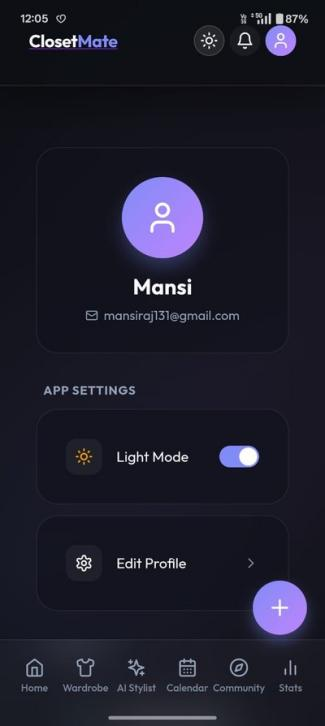 12:05
5G
87%
ClosetMate
Mansi
mansiraj131@gmail.com
APP SETTINGS
Light Mode
Edit Profile
Home Wardrobe AI Stylist Calendar Community Stats